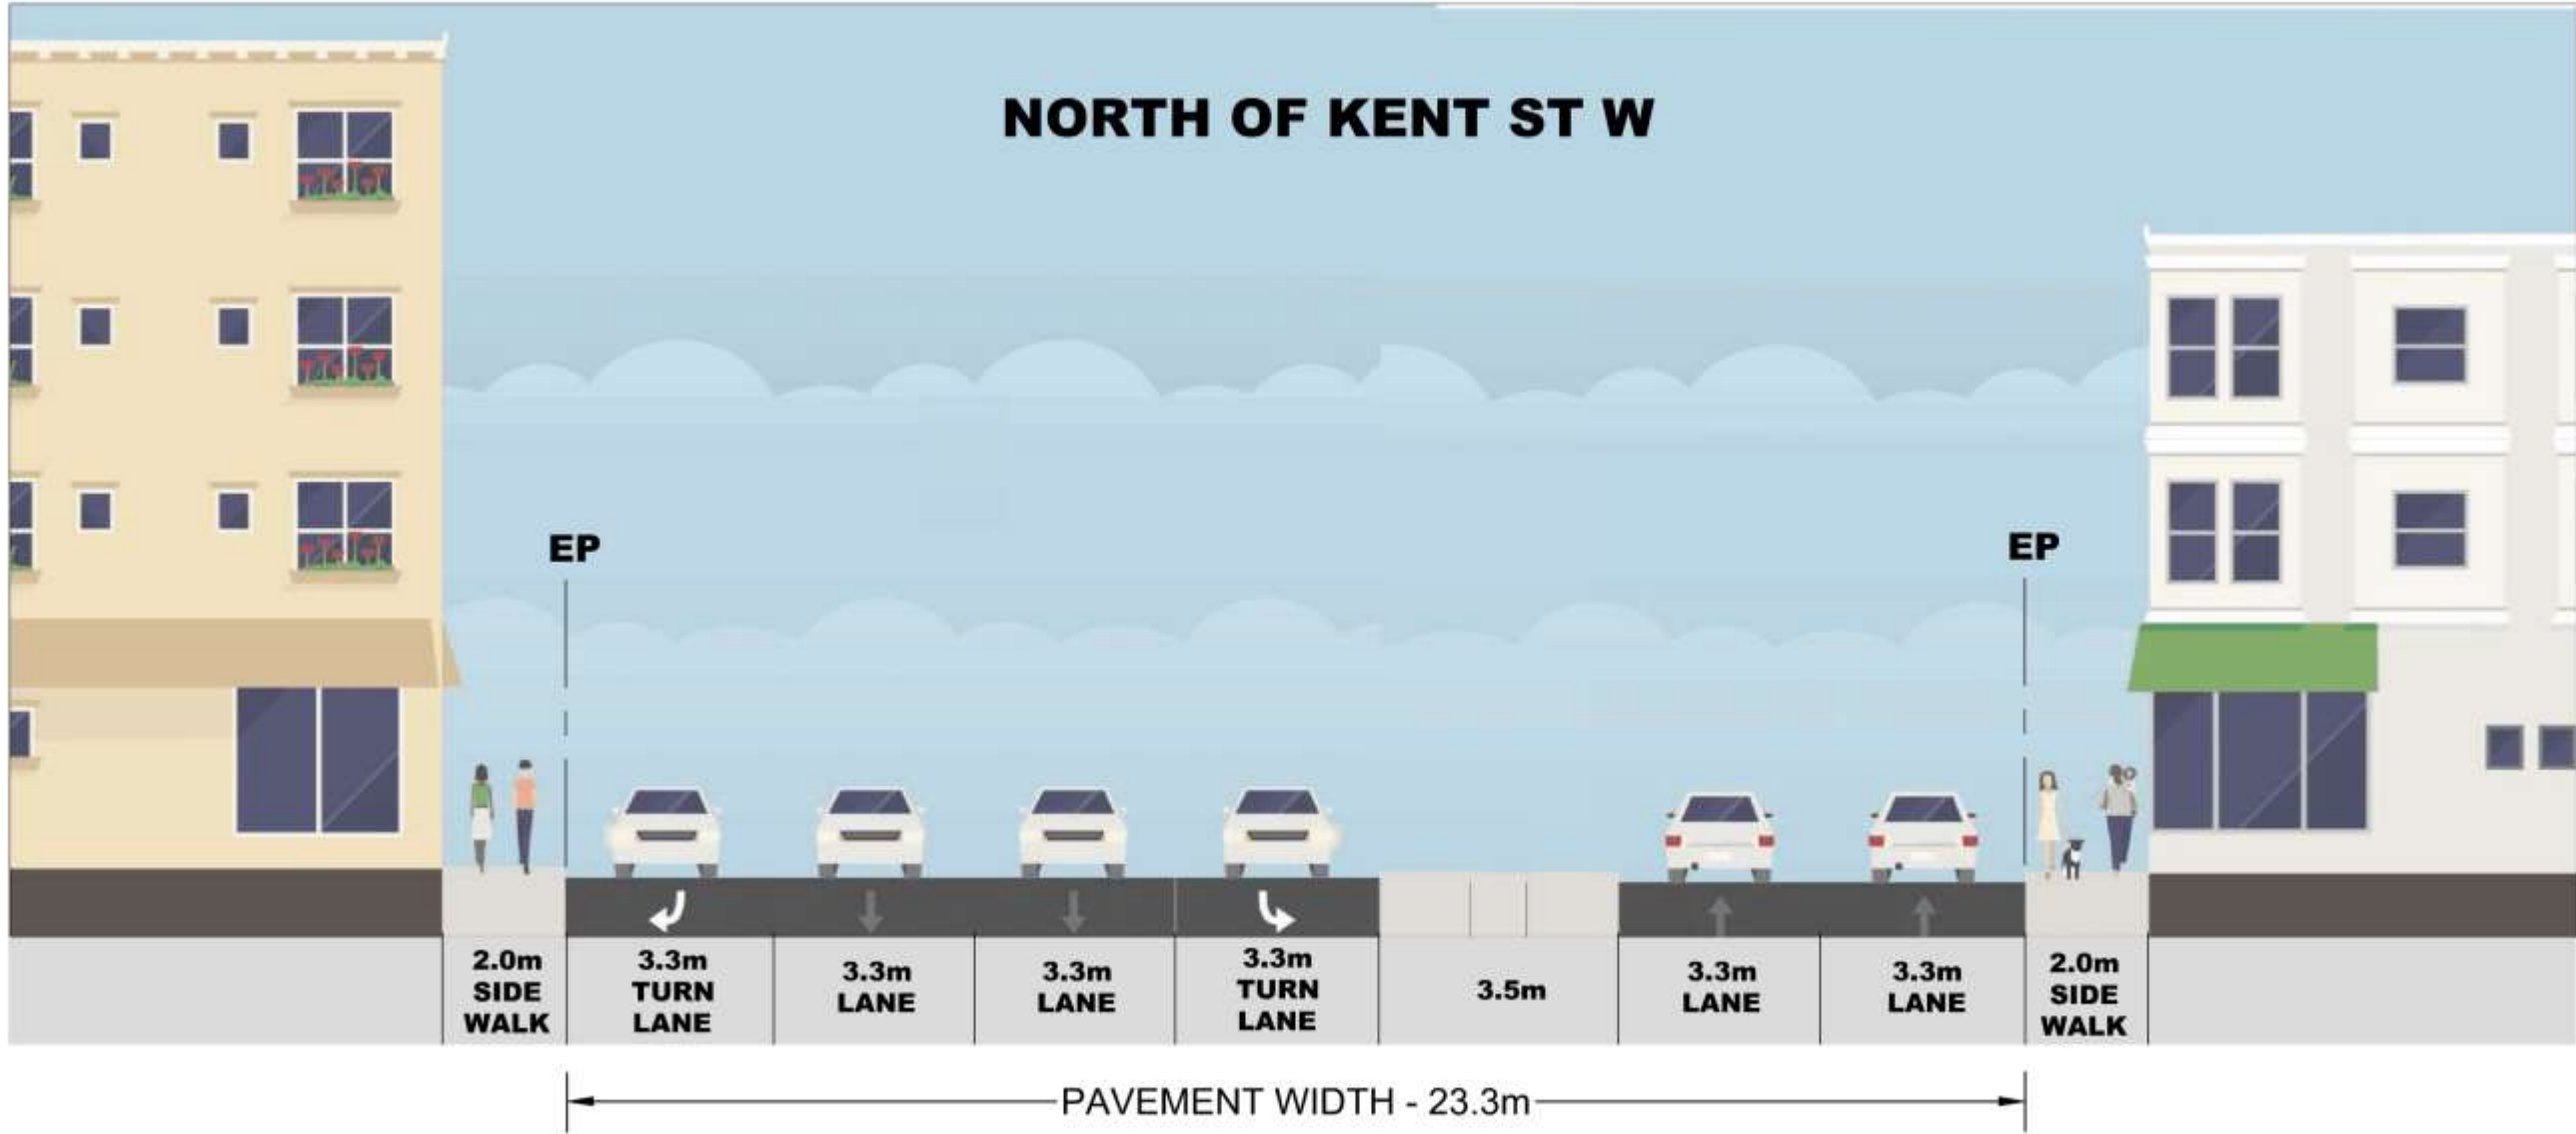 NORTH OF KENT ST W
EP
EP
2.0m
SIDE
WALK
3.3m
TURN
LANE
3.3m
LANE
3.3m
LANE
3.3m
TURN
LANE
3.5m
3.3m
LANE
3.3m
LANE
2.0m
SIDE
WALK
PAVEMENT WIDTH - 23.3m